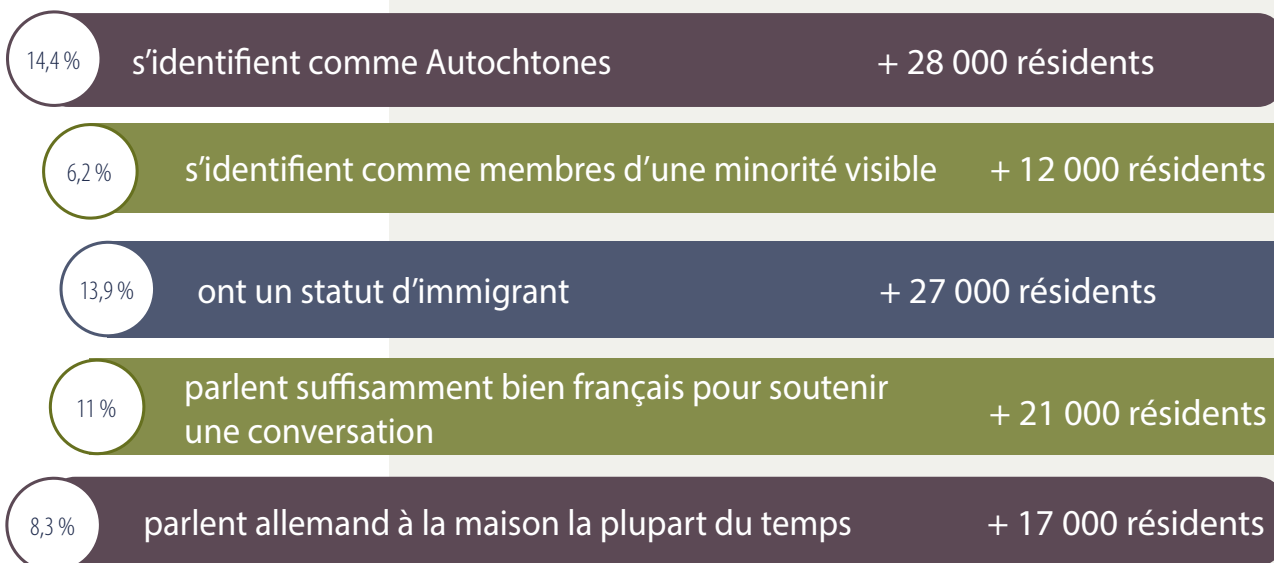 14,4 % s'identifient comme Autochtones + 28 000 résidents
6,2 % s'identifient comme membres d'une minorité visible + 12 000 résidents
13,9 % ont un statut d'immigrant + 27 000 résidents
11 % parlent suffisamment bien français pour soutenir
une conversation + 21 000 résidents
8,3 % parlent allemand à la maison la plupart du temps + 17 000 résidents